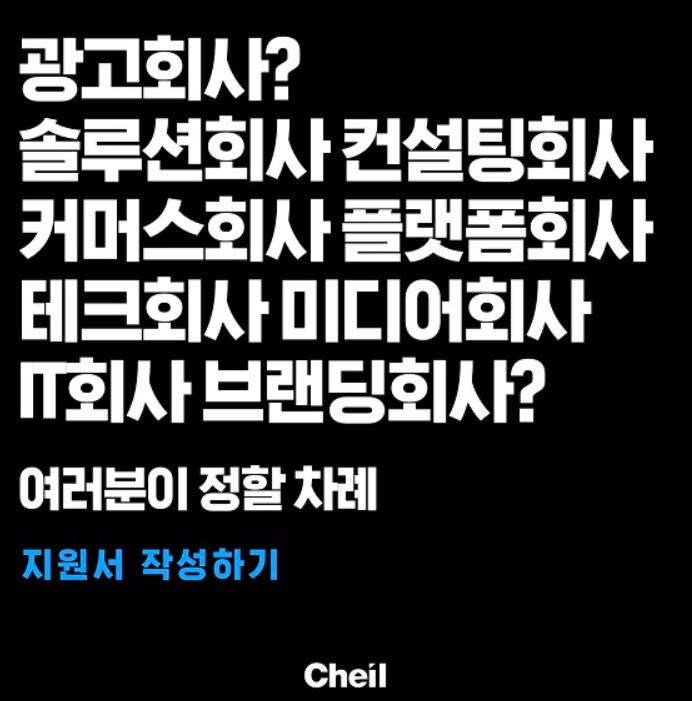 광고회사?
솔루션회사 컨설팅회사
커머스회사 플랫폼회사
테크회사 미디어회사
IT회사 브랜딩회사?
여러분이 정할 차례
지원서 작성하기
Cheil